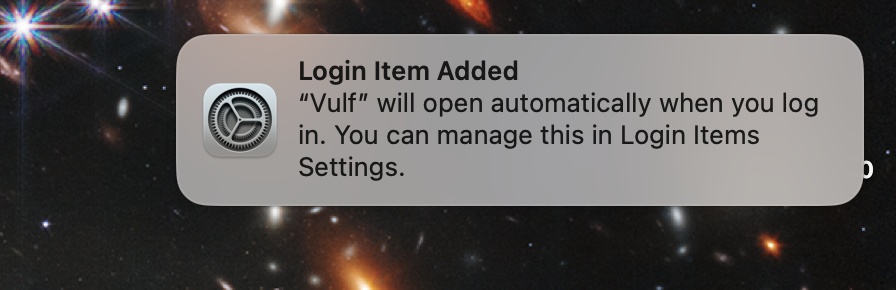 Login Item Added
“Vulf” will open automatically when you log
in. You can manage this in Login Items
Settings.